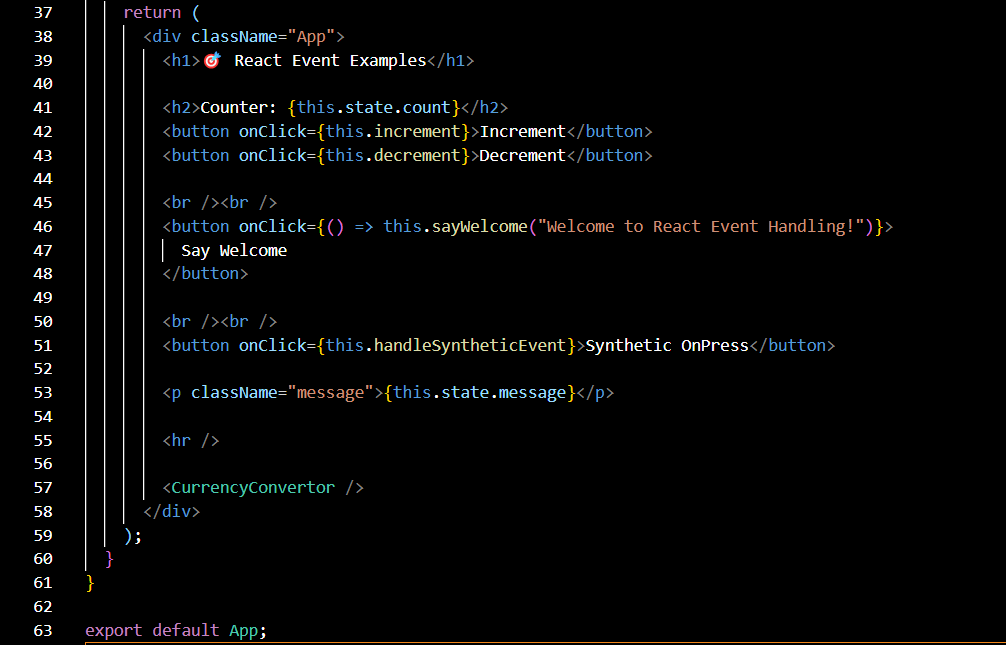 37 return (
38 <div className="App">
39 <h1>🎯 React Event Examples</h1>
40
41 <h2>Counter: {this.state.count}</h2>
42 <button onClick={this.increment}>Increment</button>
43 <button onClick={this.decrement}>Decrement</button>
44
45 <br /><br />
46 <button onClick={() => this.sayWelcome("Welcome to React Event Handling!")}>
47 Say Welcome
48 </button>
49
50 <br /><br />
51 <button onClick={this.handleSyntheticEvent}>Synthetic OnPress</button>
52
53 <p className="message">{this.state.message}</p>
54
55 <hr />
56
57 <CurrencyConvertor />
58 </div>
59 );
60 }
61 }
62
63 export default App;